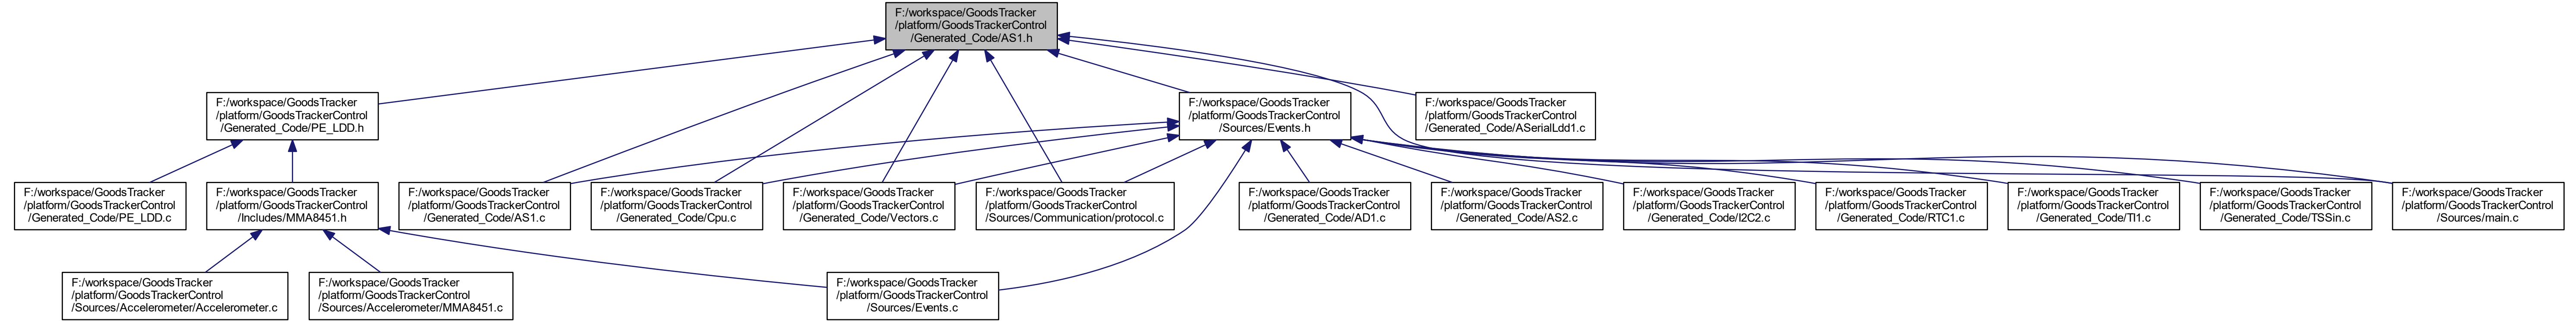 F:/workspace/GoodsTracker
/platform/GoodsTrackerControl
/Generated_Code/AS1.h
F:/workspace/GoodsTracker
/platform/GoodsTrackerControl
/Generated_Code/PE_LDD.h
F:/workspace/GoodsTracker
/platform/GoodsTrackerControl
/Sources/Events.h
F:/workspace/GoodsTracker
/platform/GoodsTrackerControl
/Generated_Code/ASerialLdd1.c
F:/workspace/GoodsTracker
/platform/GoodsTrackerControl
/Generated_Code/PE_LDD.c
F:/workspace/GoodsTracker
/platform/GoodsTrackerControl
/Includes/MMA8451.h
F:/workspace/GoodsTracker
/platform/GoodsTrackerControl
/Generated_Code/AS1.c
F:/workspace/GoodsTracker
/platform/GoodsTrackerControl
/Generated_Code/Cpu.c
F:/workspace/GoodsTracker
/platform/GoodsTrackerControl
/Generated_Code/Vectors.c
F:/workspace/GoodsTracker
/platform/GoodsTrackerControl
/Sources/Communication/protocol.c
F:/workspace/GoodsTracker
/platform/GoodsTrackerControl
/Generated_Code/AD1.c
F:/workspace/GoodsTracker
/platform/GoodsTrackerControl
/Generated_Code/AS2.c
F:/workspace/GoodsTracker
/platform/GoodsTrackerControl
/Generated_Code/I2C2.c
F:/workspace/GoodsTracker
/platform/GoodsTrackerControl
/Generated_Code/RTC1.c
F:/workspace/GoodsTracker
/platform/GoodsTrackerControl
/Generated_Code/TI1.c
F:/workspace/GoodsTracker
/platform/GoodsTrackerControl
/Generated_Code/TSSin.c
F:/workspace/GoodsTracker
/platform/GoodsTrackerControl
/Sources/main.c
F:/workspace/GoodsTracker
/platform/GoodsTrackerControl
/Sources/Accelerometer/Accelerometer.c
F:/workspace/GoodsTracker
/platform/GoodsTrackerControl
/Sources/Accelerometer/MMA8451.c
F:/workspace/GoodsTracker
/platform/GoodsTrackerControl
/Sources/Events.c